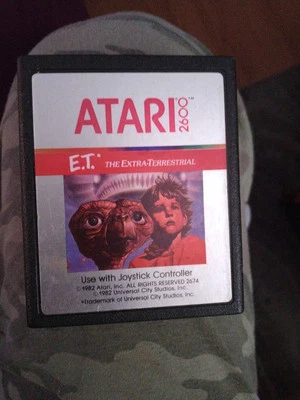 ATARI 2600™
E.T.* THE EXTRA-TERRESTRIAL
Use with Joystick Controller
©1982 Atari, Inc. ALL RIGHTS RESERVED 2674
©1982 Universal City Studios, Inc.
*Trademark of Universal City Studios, Inc.